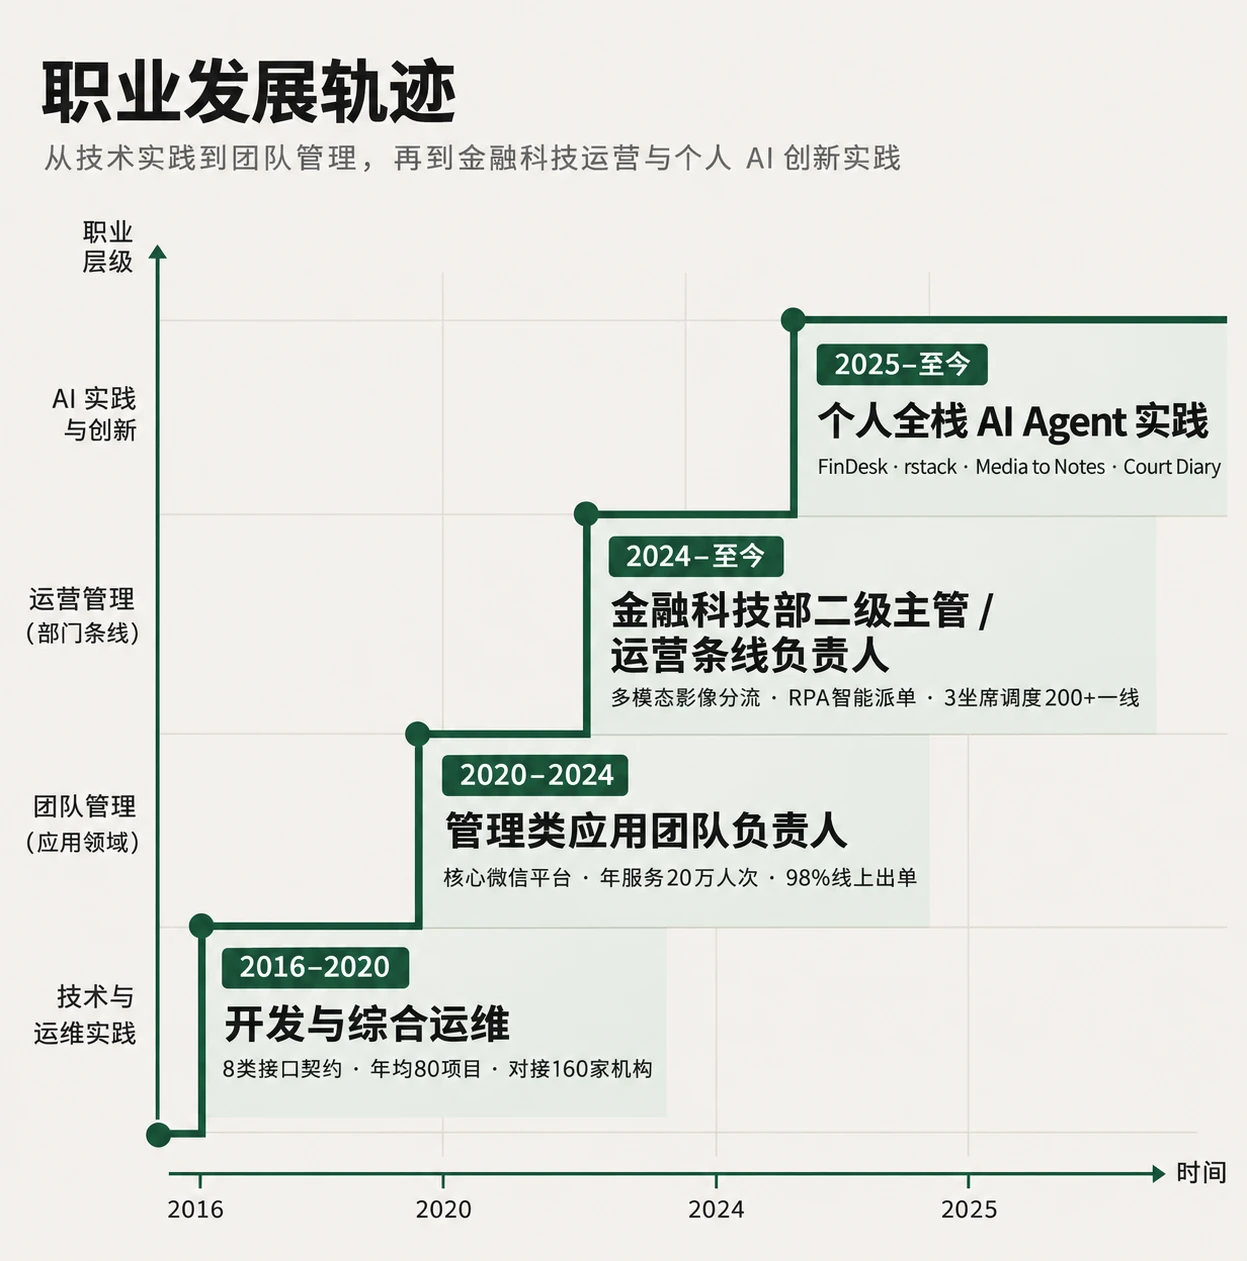 职业发展轨迹
从技术实践到团队管理，再到金融科技运营与个人 AI 创新实践
职业
层级
AI 实践
与创新
2025–至今
个人全栈 AI Agent 实践
FinDesk · rstack · Media to Notes · Court Diary
运营管理
（部门条线）
2024–至今
金融科技部二级主管 /
运营条线负责人
多模态影像分流 · RPA智能派单 · 3坐席调度200+一线
团队管理
（应用领域）
2020–2024
管理类应用团队负责人
核心微信平台 · 年服务20万人次 · 98%线上出单
技术与
运维实践
2016–2020
开发与综合运维
8类接口契约 · 年均80项目 · 对接160家机构
时间
2016
2020
2024
2025